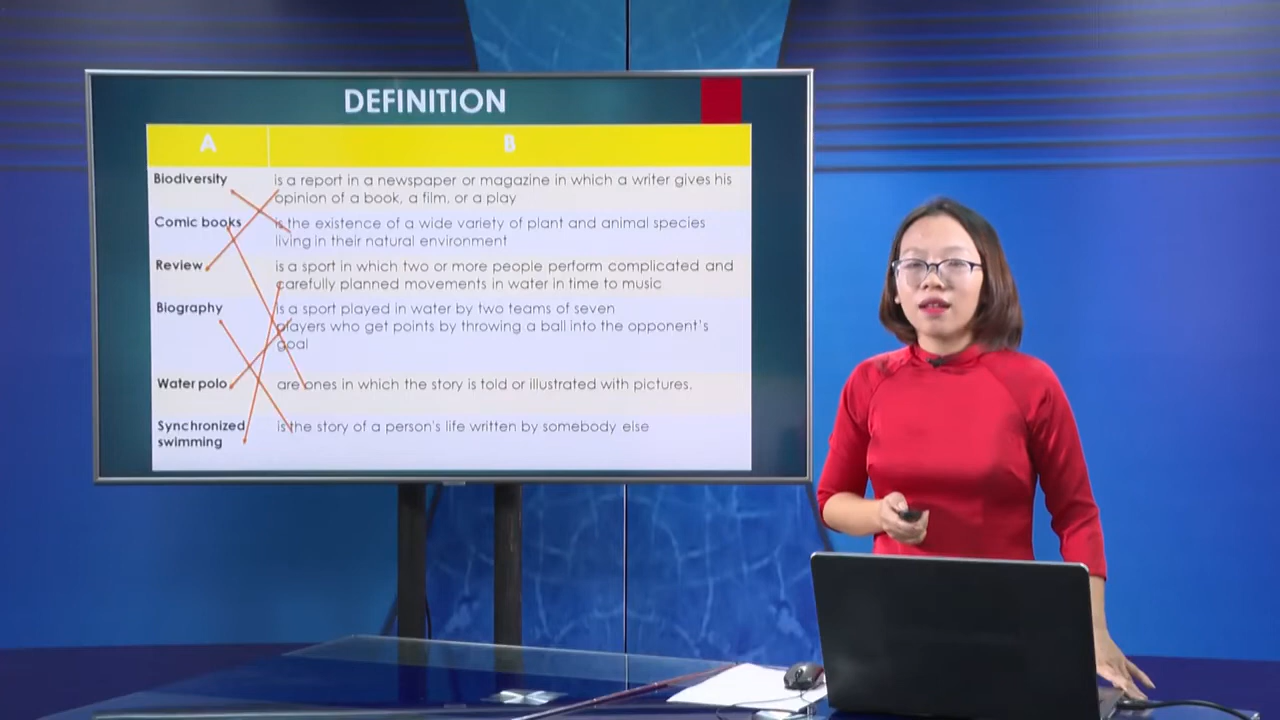 DEFINITION
A B
Biodiversity
is a report in a newspaper or magazine in which a writer gives his
opinion of a book, a film. or a play
Comic books
is the existence of a wide variety of plant and animal species
living in their natural environment
Review
is a sport in which two or more people perform complicated and
carefully planned movements in water in time to music
Biography
is a sport played in water by two teams of seven
players who get points by throwing a ball into the opponent's
goal
Water polo
are ones in which the story is told or illustrated with pictures.
Synchronized
swimming
is the story of a person's life written by somebody else